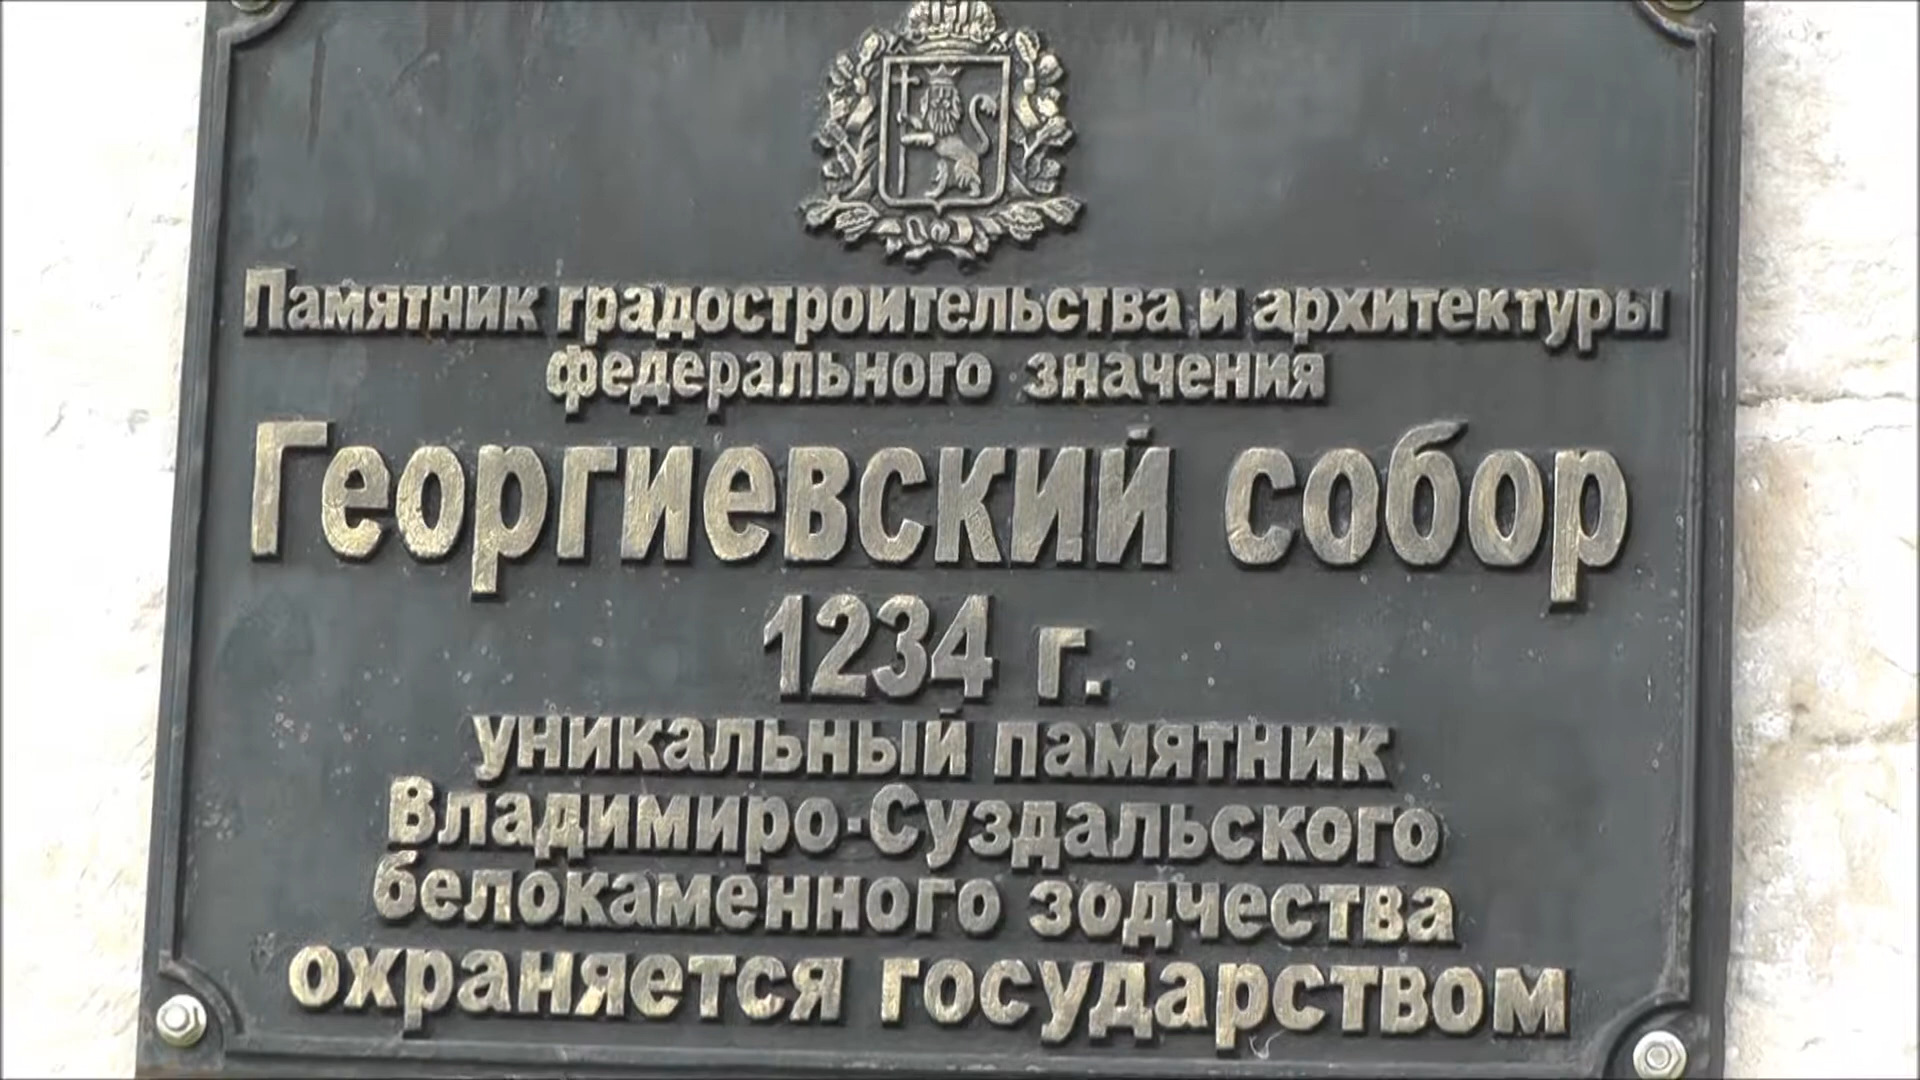 Памятник градостроительства и архитектуры
федерального значения
Георгиевский собор
1234 г.
уникальный памятник
Владимиро-Суздальского
белокаменного зодчества
охраняется государством